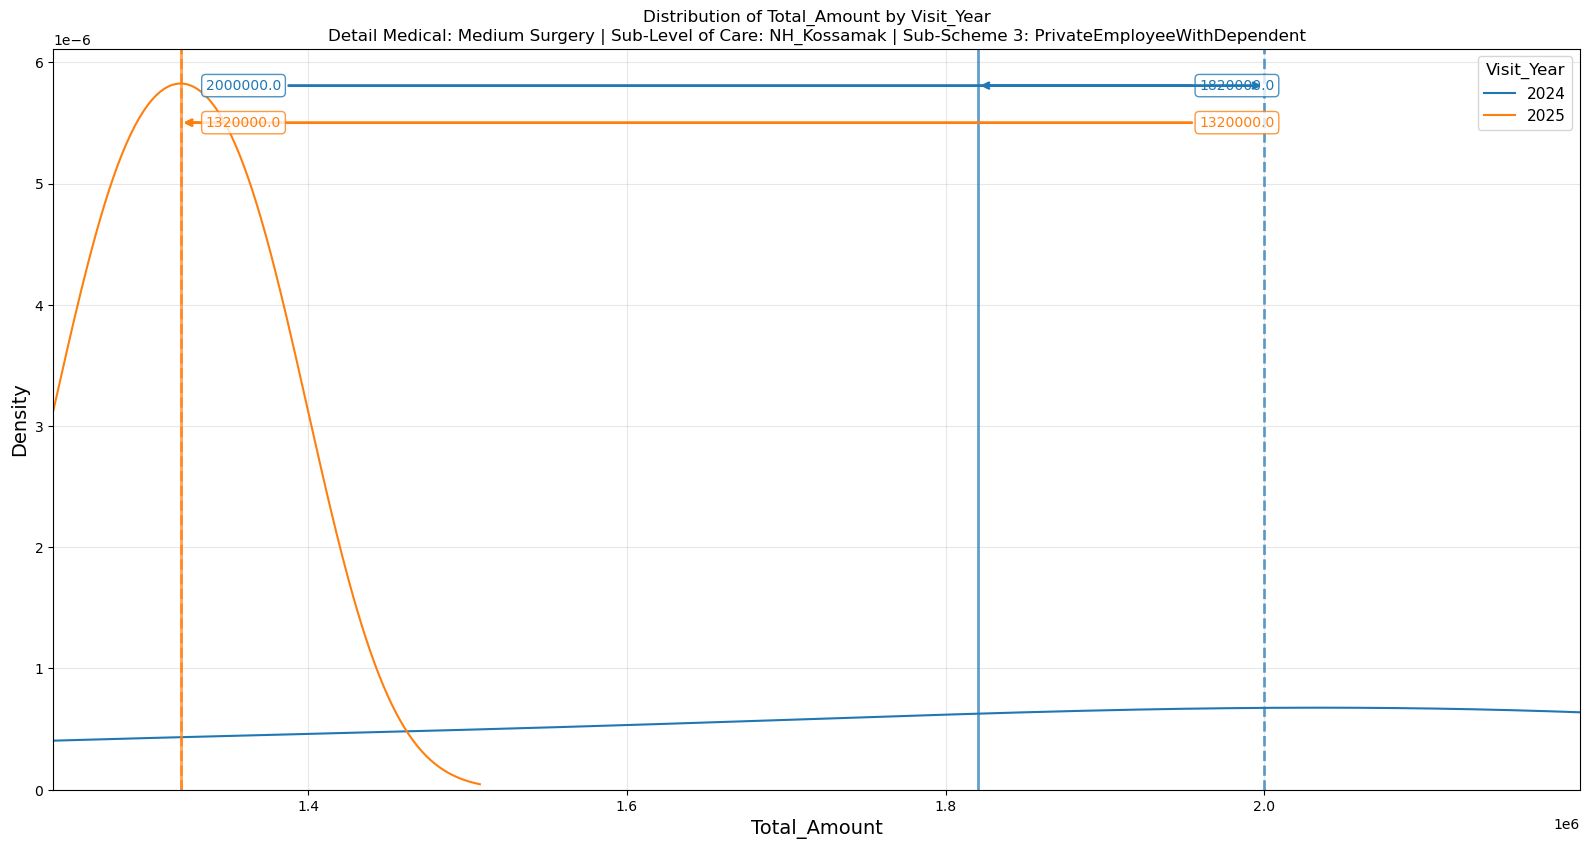 Distribution of Total_Amount by Visit_Year
Detail Medical: Medium Surgery | Sub-Level of Care: NH_Kossamak | Sub-Scheme 3: PrivateEmployeeWithDependent
1e−6
6
5
4
3
2
1
0
Density
2000000.0
1820000.0
1320000.0
1320000.0
Visit_Year
2024
2025
1.4
1.6
1.8
2.0
1e6
Total_Amount